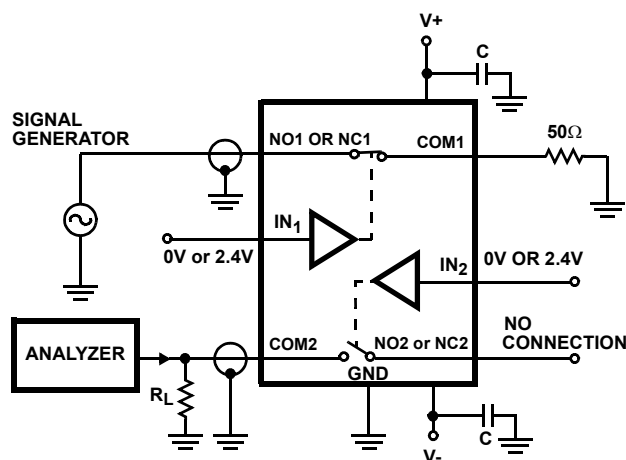 V+
C
SIGNAL
GENERATOR
NO1 OR NC1
COM1
50Ω
IN1
0V or 2.4V
IN2
0V OR 2.4V
ANALYZER
COM2
NO2 or NC2
NO
CONNECTION
GND
RL
C
V-